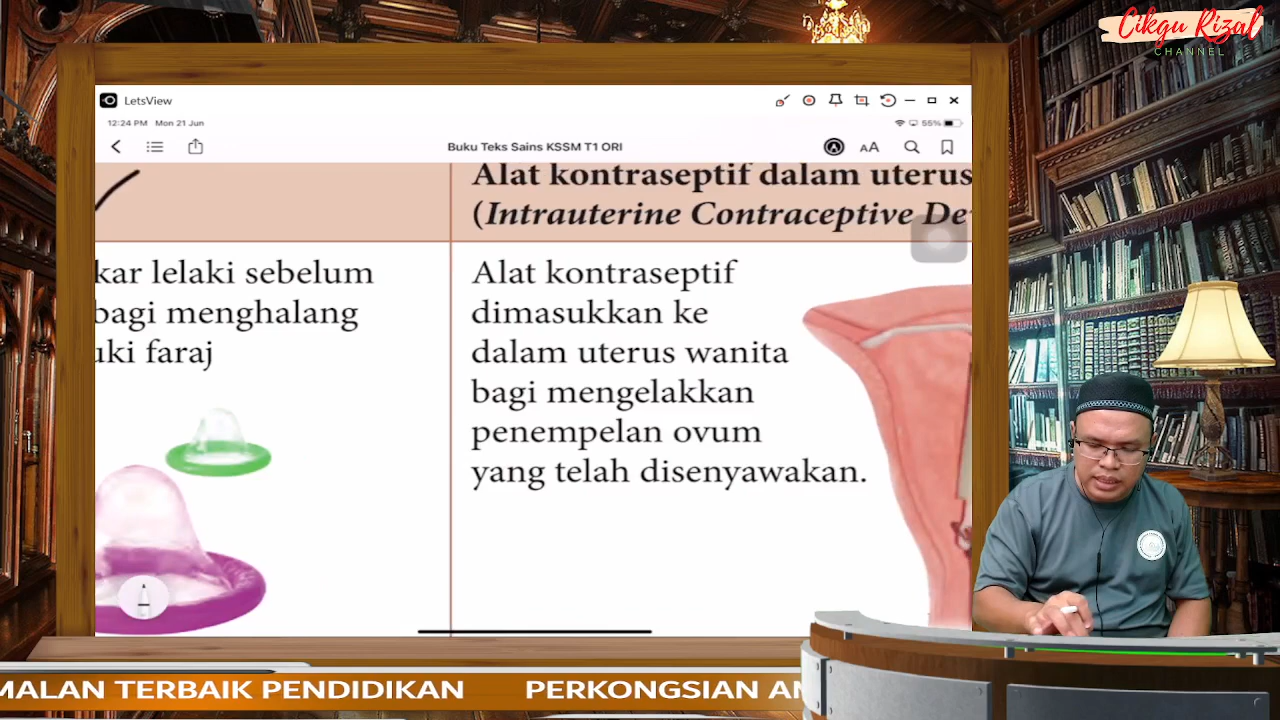 Cikgu Rizal
CHANNEL
LetsView
12:24 PM Mon 21 Jun
55%
Buku Teks Sains KSSM T1 ORI
AA
Alat kontraseptif dalam uterus
(Intrauterine Contraceptive De
kar lelaki sebelum
bagi menghalang
uki faraj
Alat kontraseptif
dimasukkan ke
dalam uterus wanita
bagi mengelakkan
penempelan ovum
yang telah disenyawakan.
MALAN TERBAIK PENDIDIKAN PERKONGSIAN AM